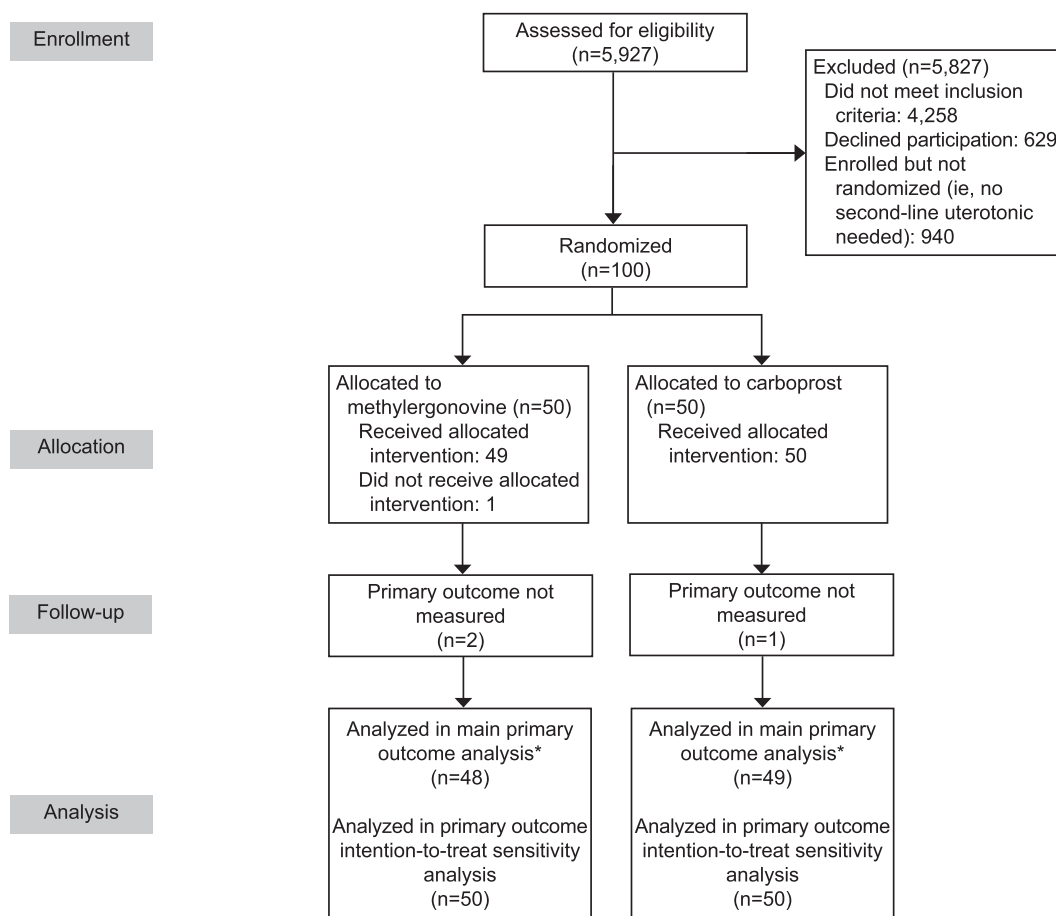 Enrollment
Assessed for eligibility
(n=5,927)
Excluded (n=5,827)
Did not meet inclusion
criteria: 4,258
Declined participation: 629
Enrolled but not
randomized (ie, no
second-line uterotonic
needed): 940
Randomized
(n=100)
Allocation
Allocated to
methylergonovine (n=50)
Received allocated
intervention: 49
Did not receive allocated
intervention: 1
Allocated to carboprost
(n=50)
Received allocated
intervention: 50
Follow-up
Primary outcome not
measured
(n=2)
Primary outcome not
measured
(n=1)
Analysis
Analyzed in main primary
outcome analysis*
(n=48)
Analyzed in primary outcome
intention-to-treat sensitivity
analysis
(n=50)
Analyzed in main primary
outcome analysis*
(n=49)
Analyzed in primary outcome
intention-to-treat sensitivity
analysis
(n=50)